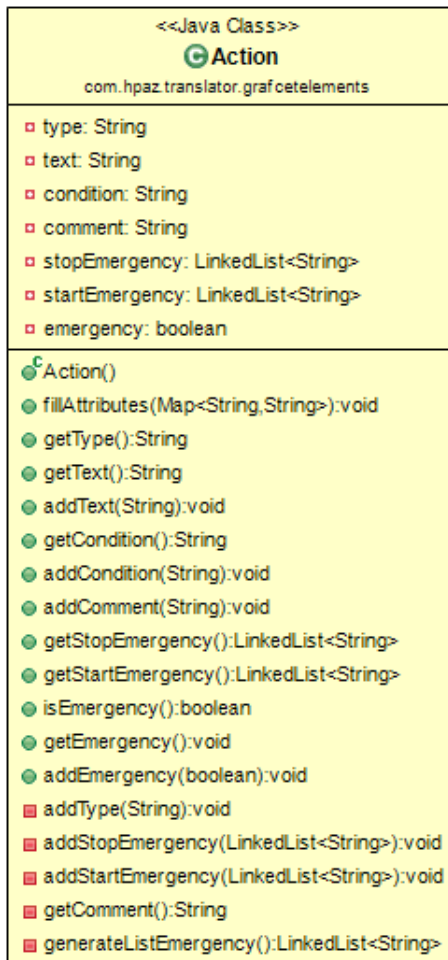 <<Java Class>>
C Action
com.hpaz.translator.grafcetelements
type: String
text: String
condition: String
comment: String
stopEmergency: LinkedList<String>
startEmergency: LinkedList<String>
emergency: boolean
C Action()
fillAttributes(Map<String,String>):void
getType():String
getText():String
addText(String):void
getCondition():String
addCondition(String):void
addComment(String):void
getStopEmergency():LinkedList<String>
getStartEmergency():LinkedList<String>
isEmergency():boolean
getEmergency():void
addEmergency(boolean):void
addType(String):void
addStopEmergency(LinkedList<String>):void
addStartEmergency(LinkedList<String>):void
getComment():String
generateListEmergency():LinkedList<String>